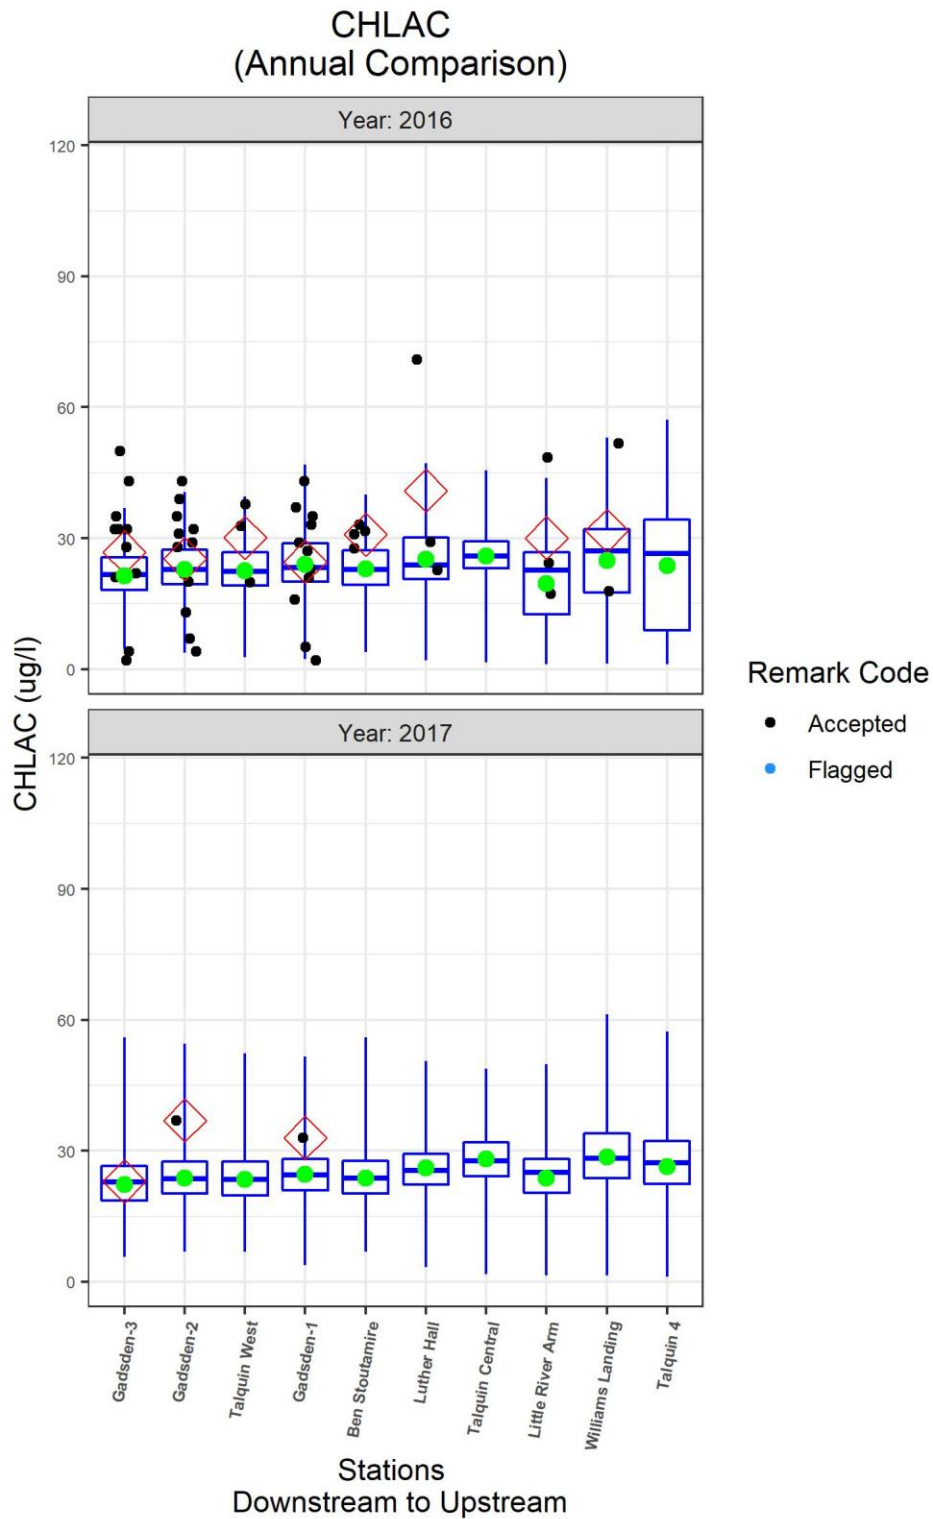 CHLAC
(Annual Comparison)
Year: 2016
120
90
60
30
0
Year: 2017
120
90
60
30
0
CHLAC (ug/l)
Remark Code
Accepted
Flagged
Gadsden-3
Gadsden-2
Talquin West
Gadsden-1
Ben Stoutamire
Luther Hall
Talquin Central
Little River Arm
Williams Landing
Talquin 4
Stations
Downstream to Upstream